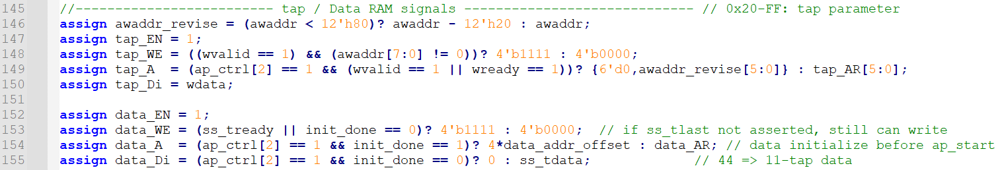 145 //------------------------- tap / Data RAM signals ----------------------------- // 0x20-FF: tap parameter
146 assign awaddr_revise = (awaddr < 12'h80)? awaddr - 12'h20 : awaddr;
147 assign tap_EN = 1;
148 assign tap_WE = ((wvalid == 1) && (awaddr[7:0] != 0))? 4'b1111 : 4'b0000;
149 assign tap_A  = (ap_ctrl[2] == 1 && (wvalid == 1 || wready == 1))? {6'd0,awaddr_revise[5:0]} : tap_AR[5:0];
150 assign tap_Di = wdata;
151
152 assign data_EN = 1;
153 assign data_WE = (ss_tready || init_done == 0)? 4'b1111 : 4'b0000;  // if ss_tlast not asserted, still can write
154 assign data_A  = (ap_ctrl[2] == 1 && init_done == 1)? 4*data_addr_offset : data_AR; // data initialize before ap_start
155 assign data_Di = (ap_ctrl[2] == 1 && init_done == 0)? 0 : ss_tdata;             // 44 => 11-tap data